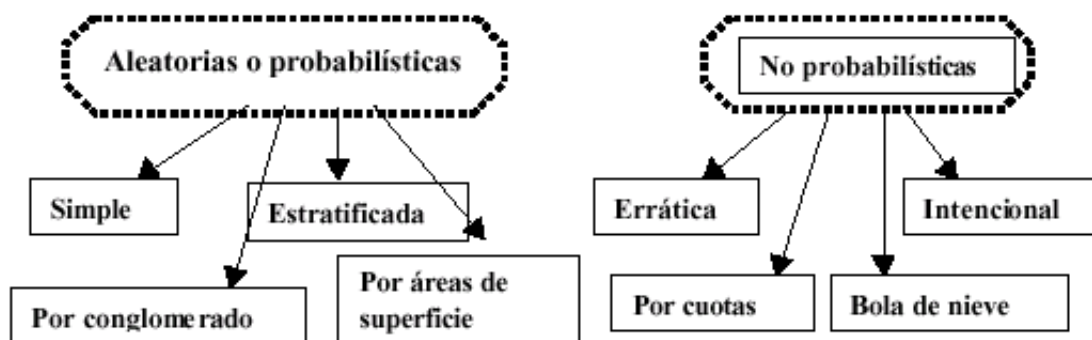 Aleatorias o probabilísticas
No probabilísticas
Simple
Estratificada
Errática
Intencional
Por conglomerado
Por áreas de
superficie
Por cuotas
Bola de nieve